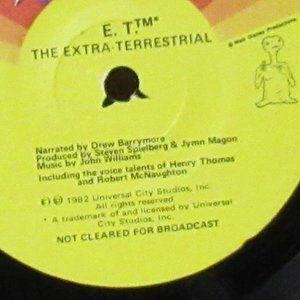 E. T.™*
THE EXTRA-TERRESTRIAL
© Walt Disney Productions
Narrated by Drew Barrymore
Produced by Steven Spielberg & Jymn Magon
Music by John Williams
Including the voice talents of Henry Thomas
and Robert McNaughton
© ℗ 1982 Universal City Studios, Inc.
All rights reserved
* A trademark of and licensed by Universal
City Studios, Inc.
NOT CLEARED FOR BROADCAST